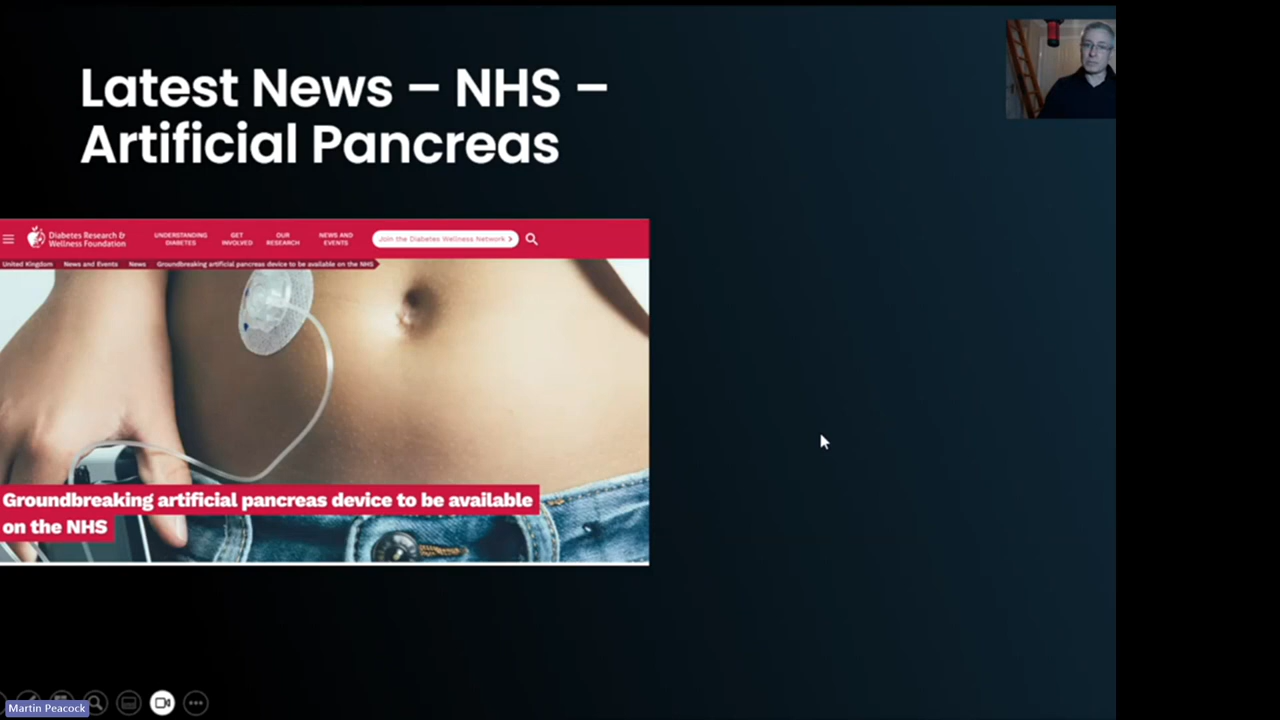 Latest News – NHS –
Artificial Pancreas
Diabetes Research &
Wellness Foundation
UNDERSTANDING
DIABETES
GET
INVOLVED
OUR
RESEARCH
NEWS AND
EVENTS
Join the Diabetes Wellness Network >
United Kingdom News and Events News Groundbreaking artificial pancreas device to be available on the NHS
Groundbreaking artificial pancreas device to be available
on the NHS
Martin Peacock